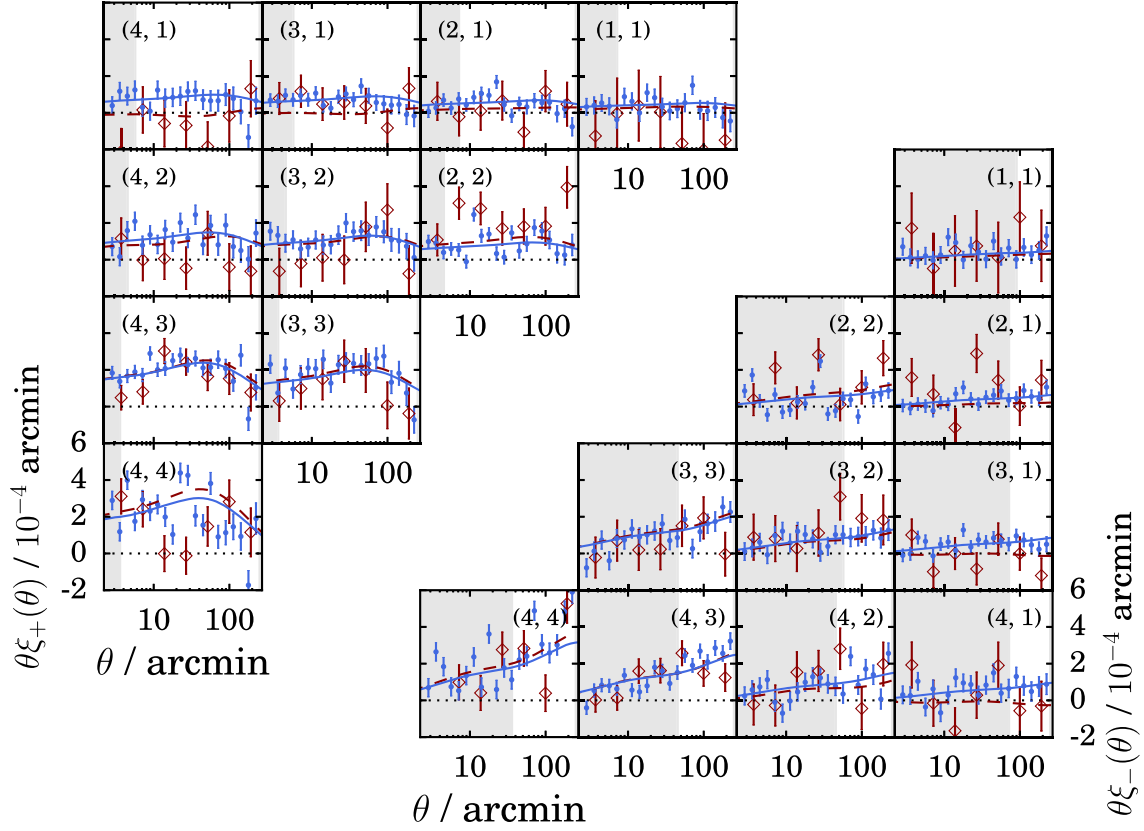 (4, 1) (3, 1) (2, 1) (1, 1)
10 100
(4, 2) (3, 2) (2, 2) (1, 1)
10 100
(4, 3) (3, 3) (2, 2) (2, 1)
10 100
6
4
2
0
-2
(4, 4) (3, 3) (3, 2) (3, 1)
θξ₊(θ) / 10⁻⁴ arcmin
10 100
θ / arcmin
(4, 4) (4, 3) (4, 2) (4, 1)
6
4
2
0
-2
θξ₋(θ) / 10⁻⁴ arcmin
10 100 10 100 10 100 10 100
θ / arcmin